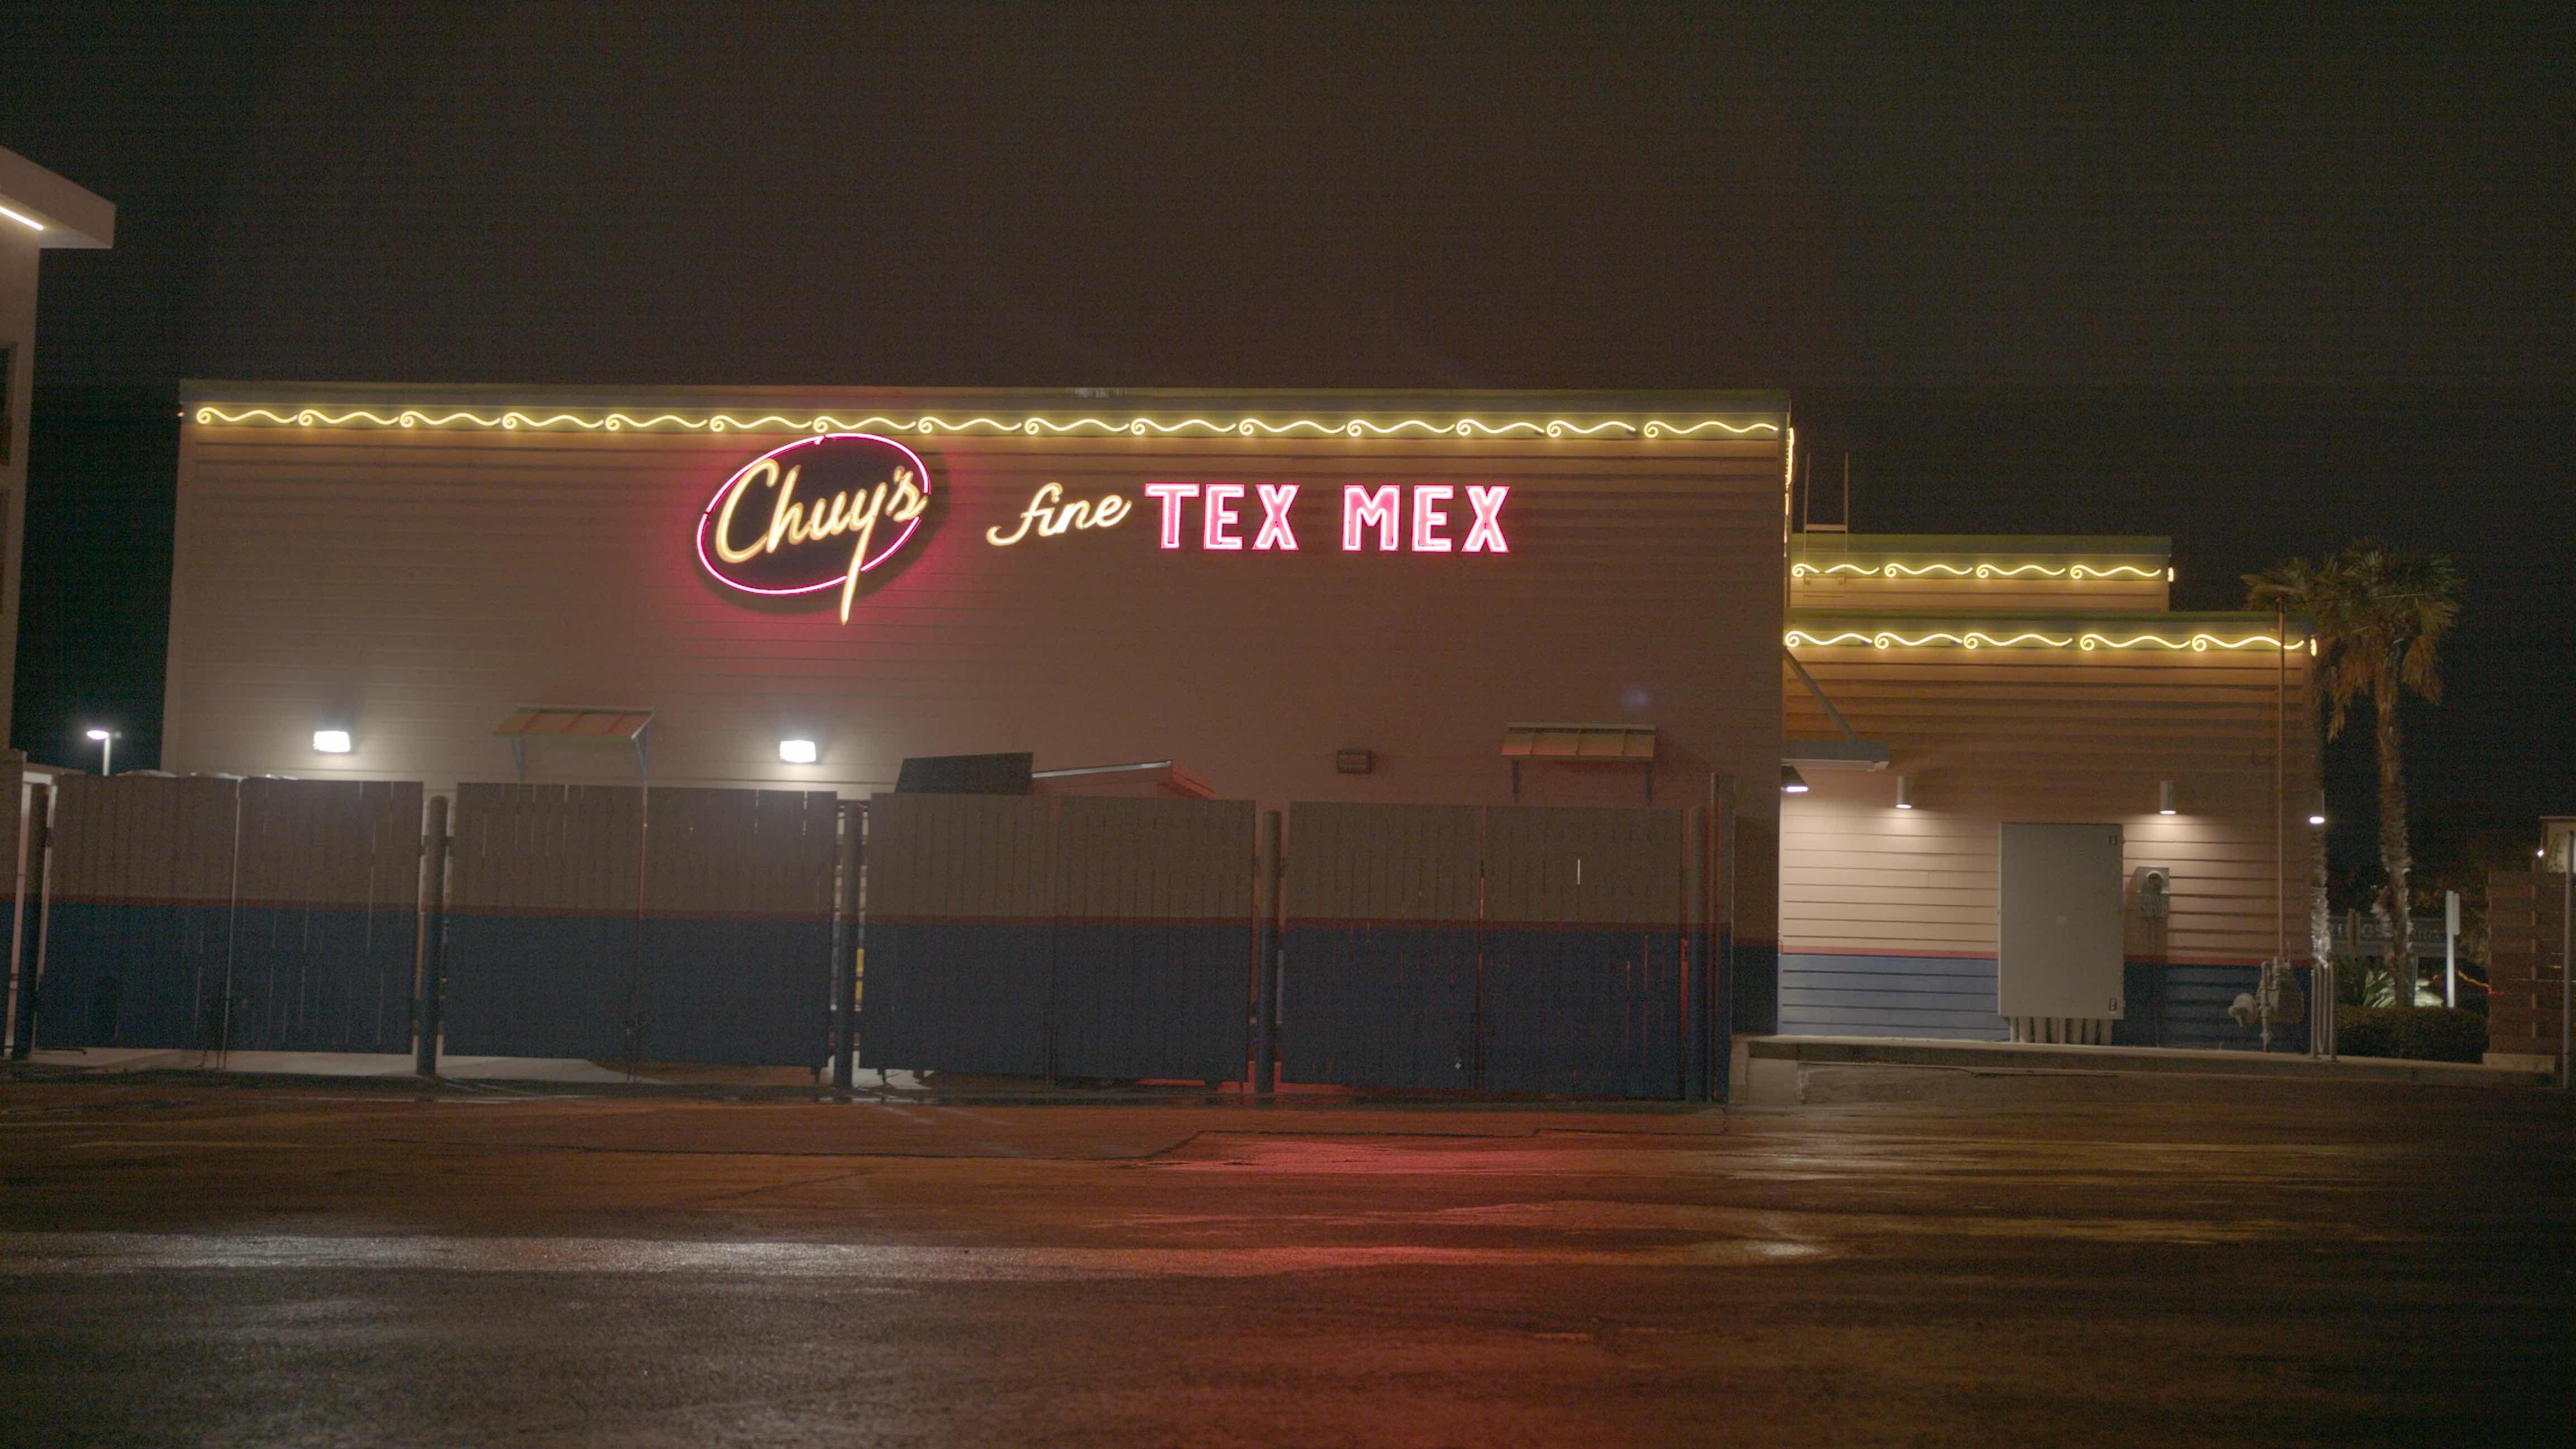 Chuy's fine TEX MEX